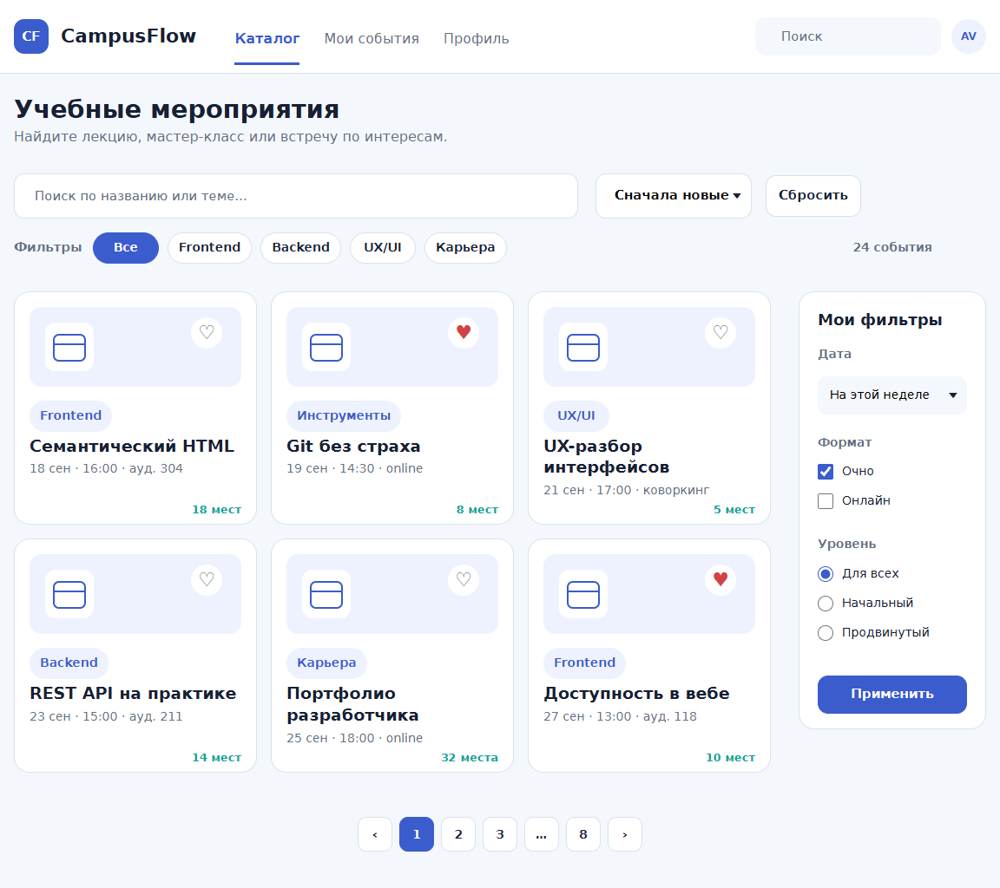 CF
CampusFlow
Каталог
Мои события
Профиль
Поиск
AV
Учебные мероприятия
Найдите лекцию, мастер-класс или встречу по интересам.
Поиск по названию или теме...
Сначала новые
Сбросить
Фильтры
Все
Frontend
Backend
UX/UI
Карьера
24 события
Frontend
Семантический HTML
18 сен · 16:00 · ауд. 304
18 мест
Инструменты
Git без страха
19 сен · 14:30 · online
8 мест
UX/UI
UX-разбор
интерфейсов
21 сен · 17:00 · коворкинг
5 мест
Backend
REST API на практике
23 сен · 15:00 · ауд. 211
14 мест
Карьера
Портфолио
разработчика
25 сен · 18:00 · online
32 места
Frontend
Доступность в вебе
27 сен · 13:00 · ауд. 118
10 мест
Мои фильтры
Дата
На этой неделе
Формат
Очно
Онлайн
Уровень
Для всех
Начальный
Продвинутый
Применить
‹
1
2
3
...
8
›